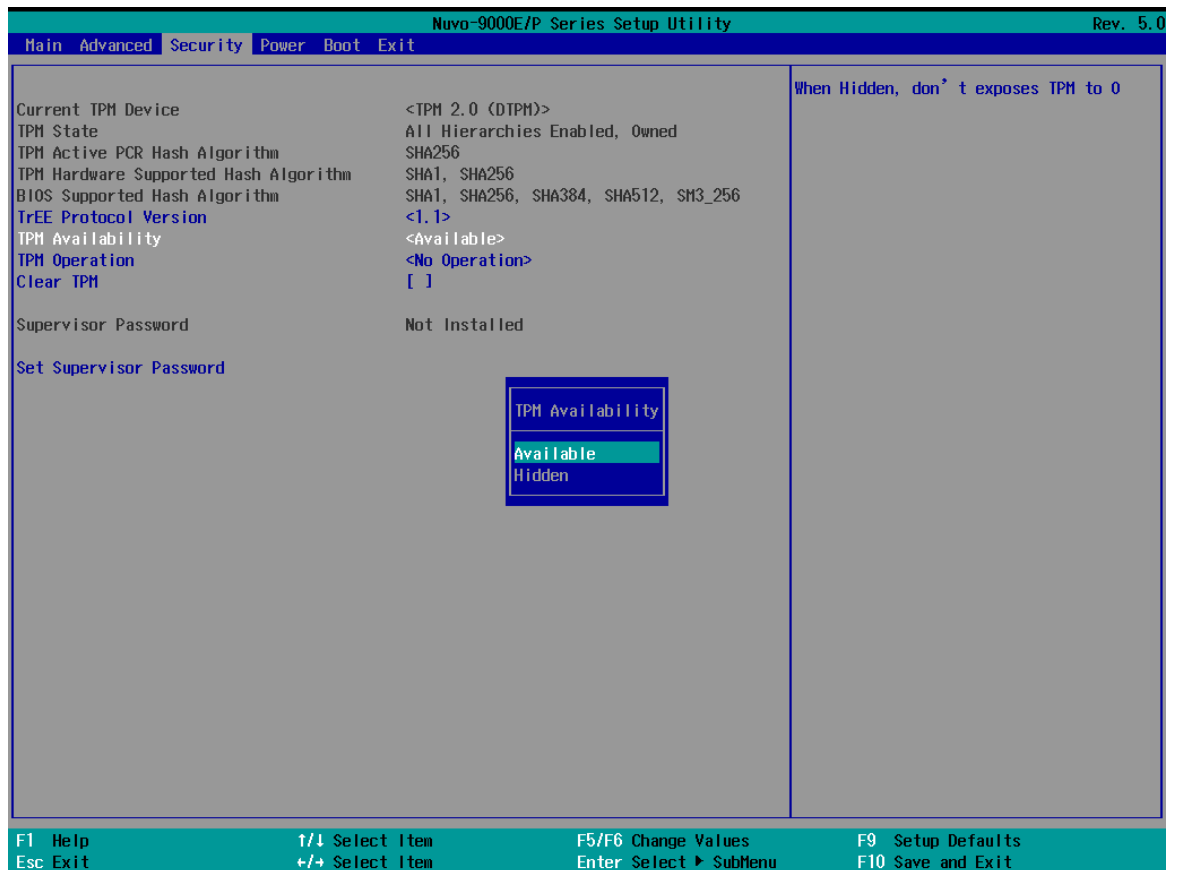 Nuvo-9000E/P Series Setup Utility Rev. 5.0
Main Advanced Security Power Boot Exit
When Hidden, don't exposes TPM to 0
Current TPM Device <TPM 2.0 (DTPM)>
TPM State All Hierarchies Enabled, Owned
TPM Active PCR Hash Algorithm SHA256
TPM Hardware Supported Hash Algorithm SHA1, SHA256
BIOS Supported Hash Algorithm SHA1, SHA256, SHA384, SHA512, SM3_256
TrEE Protocol Version <1.1>
TPM Availability <Available>
TPM Operation <No Operation>
Clear TPM [ ]
Supervisor Password Not Installed
Set Supervisor Password
TPM Availability
Available
Hidden
F1 Help ↑/↓ Select Item F5/F6 Change Values F9 Setup Defaults
Esc Exit ←/→ Select Item Enter Select ▶ SubMenu F10 Save and Exit